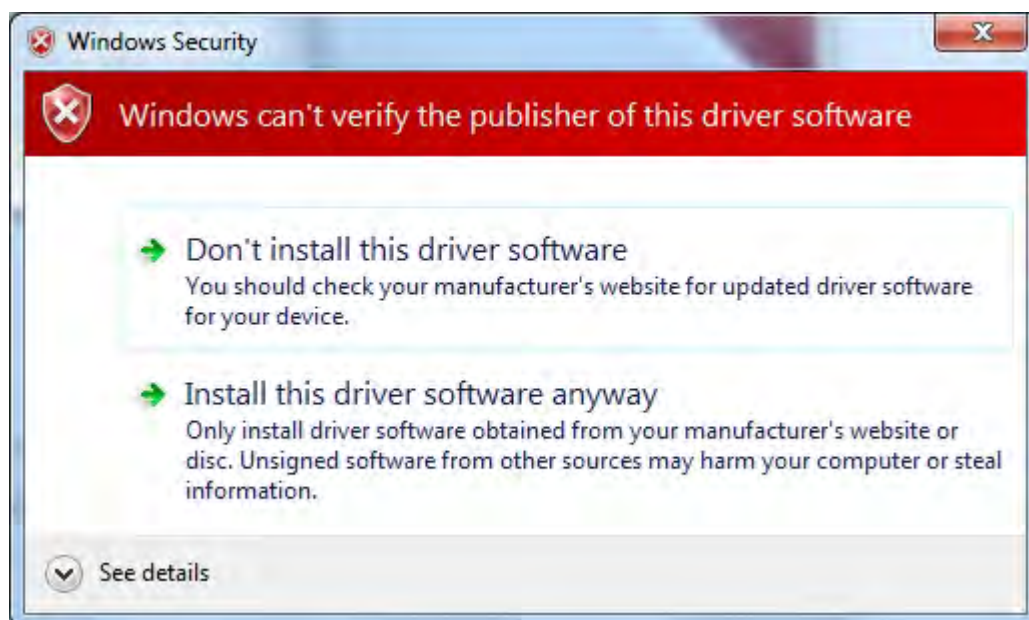 Windows Security
Windows can't verify the publisher of this driver software
Don't install this driver software
You should check your manufacturer's website for updated driver software
for your device.
Install this driver software anyway
Only install driver software obtained from your manufacturer's website or
disc. Unsigned software from other sources may harm your computer or steal
information.
See details